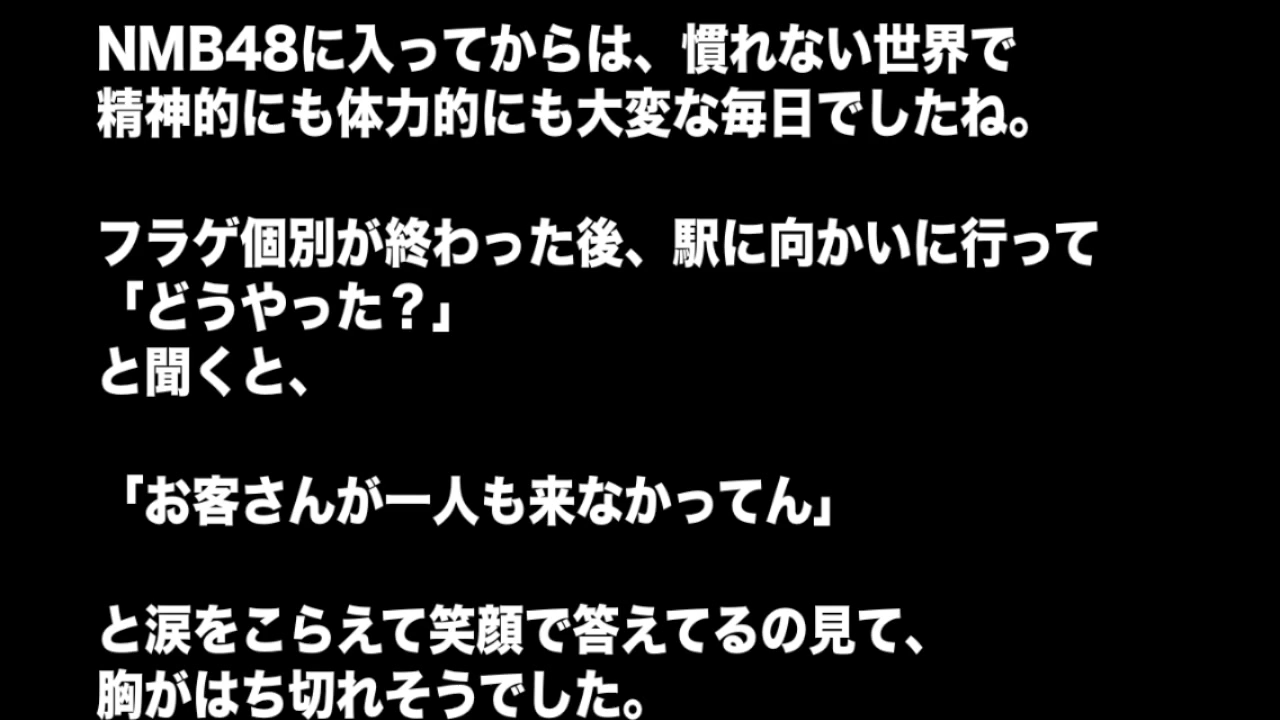 NMB48に入ってからは、慣れない世界で
精神的にも体力的にも大変な毎日でしたね。
フラゲ個別が終わった後、駅に向かいに行って
「どうやった？」
と聞くと、
「お客さんが一人も来なかってん」
と涙をこらえて笑顔で答えてるの見て、
胸がはち切れそうでした。